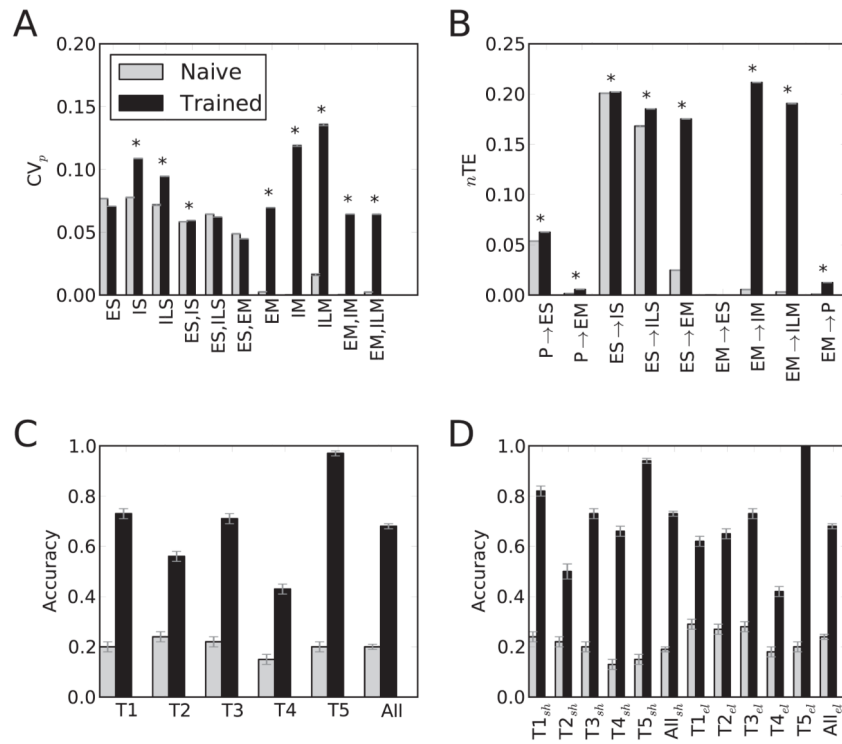 A
0.20
0.15
0.10
0.05
0.00
CVp
Naive
Trained
* * * * * * * * *
ES
IS
ILS
ES,IS
ES,ILS
ES,EM
EM
IM
ILM
EM,IM
EM,ILM
B
0.25
0.20
0.15
0.10
0.05
0.00
nTE
* * * * * * * *
P→ES
P→EM
ES→IS
ES→ILS
ES→EM
EM→ES
EM→IM
EM→ILM
EM→P
C
1.0
0.8
0.6
0.4
0.2
0.0
Accuracy
T1 T2 T3 T4 T5 All
D
1.0
0.8
0.6
0.4
0.2
0.0
Accuracy
T1sh
T2sh
T3sh
T4sh
T5sh
Allsh
T1el
T2el
T3el
T4el
T5el
Allel